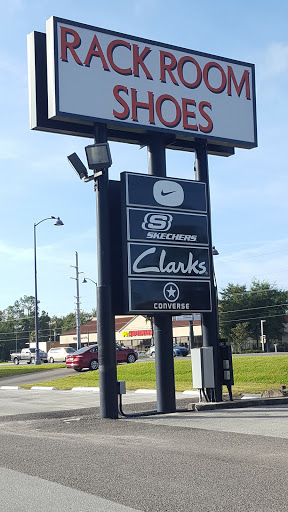 RACK ROOM
SHOES
S
SKECHERS
Clarks
CONVERSE